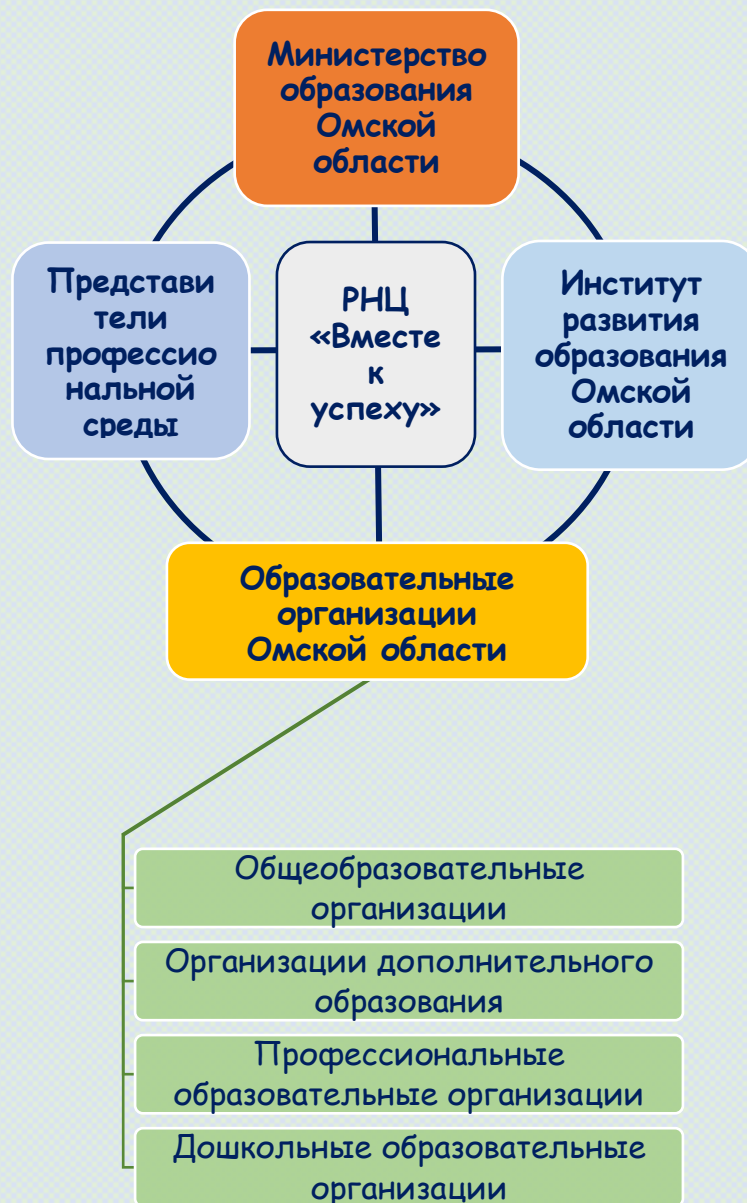 Министерство
образования
Омской
области
Представи
тели
профессио
нальной
среды
РНЦ
«Вместе
к
успеху»
Институт
развития
образования
Омской
области
Образовательные
организации
Омской области
Общеобразовательные
организации
Организации дополнительного
образования
Профессиональные
образовательные организации
Дошкольные образовательные
организации